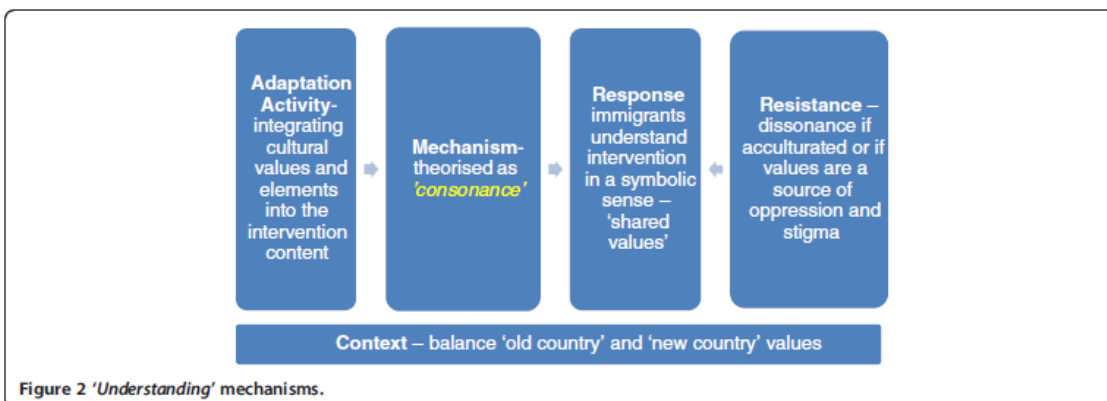 Adaptation
Activity-
integrating
cultural
values and
elements
into the
intervention
content
Mechanism-
theorised as
'consonance'
Response
immigrants
understand
intervention
in a symbolic
sense –
'shared
values'
Resistance –
dissonance if
acculturated or if
values are a
source of
oppression and
stigma
Context – balance 'old country' and 'new country' values
Figure 2 'Understanding' mechanisms.